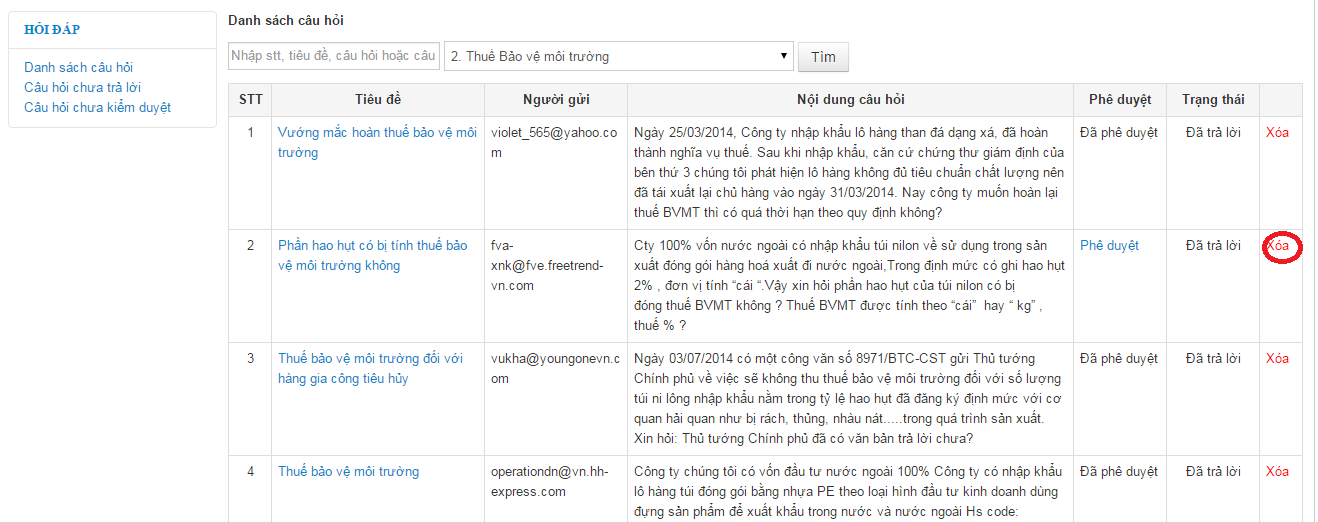 HỎI ĐÁP
Danh sách câu hỏi
Câu hỏi chưa trả lời
Câu hỏi chưa kiểm duyệt
Danh sách câu hỏi
Nhập stt, tiêu đề, câu hỏi hoặc câu
2. Thuế Bảo vệ môi trường
Tìm
STT Tiêu đề Người gửi Nội dung câu hỏi Phê duyệt Trạng thái
1
Vướng mắc hoàn thuế bảo vệ môi
trường
violet_565@yahoo.co
m
Ngày 25/03/2014, Công ty nhập khẩu lô hàng than đá dạng xá, đã hoàn
thành nghĩa vụ thuế. Sau khi nhập khẩu, căn cứ chứng thư giám định của
bên thứ 3 chúng tôi phát hiện lô hàng không đủ tiêu chuẩn chất lượng nên
đã tái xuất lại chủ hàng vào ngày 31/03/2014. Nay công ty muốn hoàn lại
thuế BVMT thì có quá thời hạn theo quy định không?
Đã phê duyệt
Đã trả lời
Xóa
2
Phần hao hụt có bị tính thuế bảo
vệ môi trường không
fva-
xnk@fve.freetrend-
vn.com
Cty 100% vốn nước ngoài có nhập khẩu túi nilon về sử dụng trong sản
xuất đóng gói hàng hoá xuất đi nước ngoài,Trong định mức có ghi hao hụt
2% , đơn vị tính “cái “.Vậy xin hỏi phần hao hụt của túi nilon có bị
đóng thuế BVMT không ? Thuế BVMT được tính theo “cái” hay “ kg” ,
thuế % ?
Phê duyệt
Đã trả lời
Xóa
3
Thuế bảo vệ môi trường đối với
hàng gia công tiêu hủy
vukha@youngonevn.c
om
Ngày 03/07/2014 có một công văn số 8971/BTC-CST gửi Thủ tướng
Chính phủ về việc sẽ không thu thuế bảo vệ môi trường đối với số lượng
túi ni lông nhập khẩu nằm trong tỷ lệ hao hụt đã đăng ký định mức với cơ
quan hải quan như bị rách, thủng, nhàu nát.....trong quá trình sản xuất.
Xin hỏi: Thủ tướng Chính phủ đã có văn bản trả lời chưa?
Đã phê duyệt
Đã trả lời
Xóa
4
Thuế bảo vệ môi trường
operationdn@vn.hh-
express.com
Công ty chúng tôi có vốn đầu tư nước ngoài 100% Công ty có nhập khẩu
lô hàng túi đóng gói bằng nhựa PE theo loại hình đầu tư kinh doanh dùng
đựng sản phẩm để xuất khẩu trong nước và nước ngoài Hs code:
Đã phê duyệt
Đã trả lời
Xóa